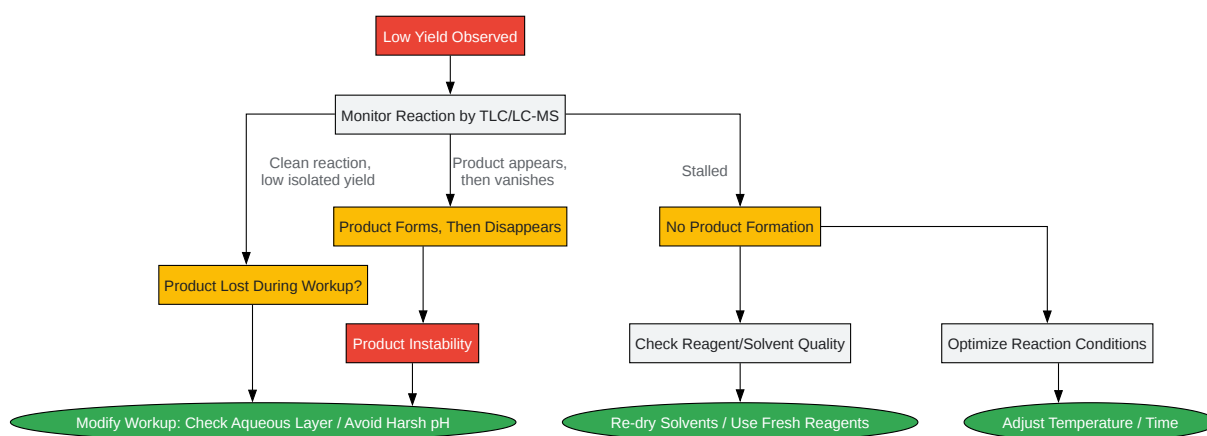 Low Yield Observed
Monitor Reaction by TLC/LC-MS
Clean reaction,
low isolated yield
Product appears,
then vanishes
Stalled
Product Forms, Then Disappears
No Product Formation
Product Lost During Workup?
Product Instability
Check Reagent/Solvent Quality
Optimize Reaction Conditions
Modify Workup: Check Aqueous Layer / Avoid Harsh pH
Re-dry Solvents / Use Fresh Reagents
Adjust Temperature / Time